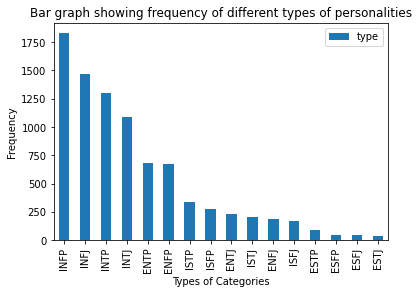 Bar graph showing frequency of different types of personalities
type
1750
1500
1250
1000
750
500
250
0
Frequency
INFP
INFJ
INTP
INTJ
ENTP
ENFP
ISTP
ISFP
ENTJ
ISTJ
ENFJ
ISFJ
ESTP
ESFP
ESFJ
ESTJ
Types of Categories